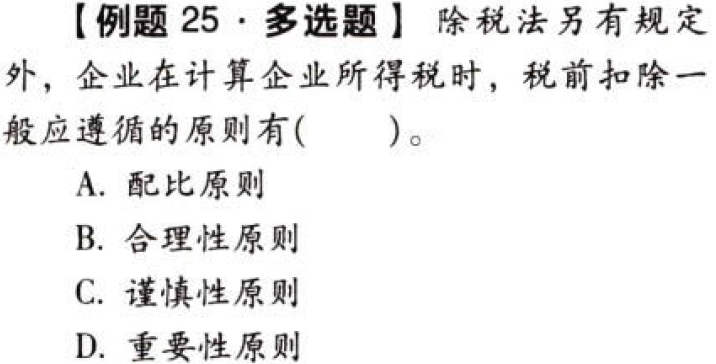 【例题 25 · 多选题】 除税法另有规定
外，企业在计算企业所得税时，税前扣除一
般应遵循的原则有(　　)。
A. 配比原则
B. 合理性原则
C. 谨慎性原则
D. 重要性原则